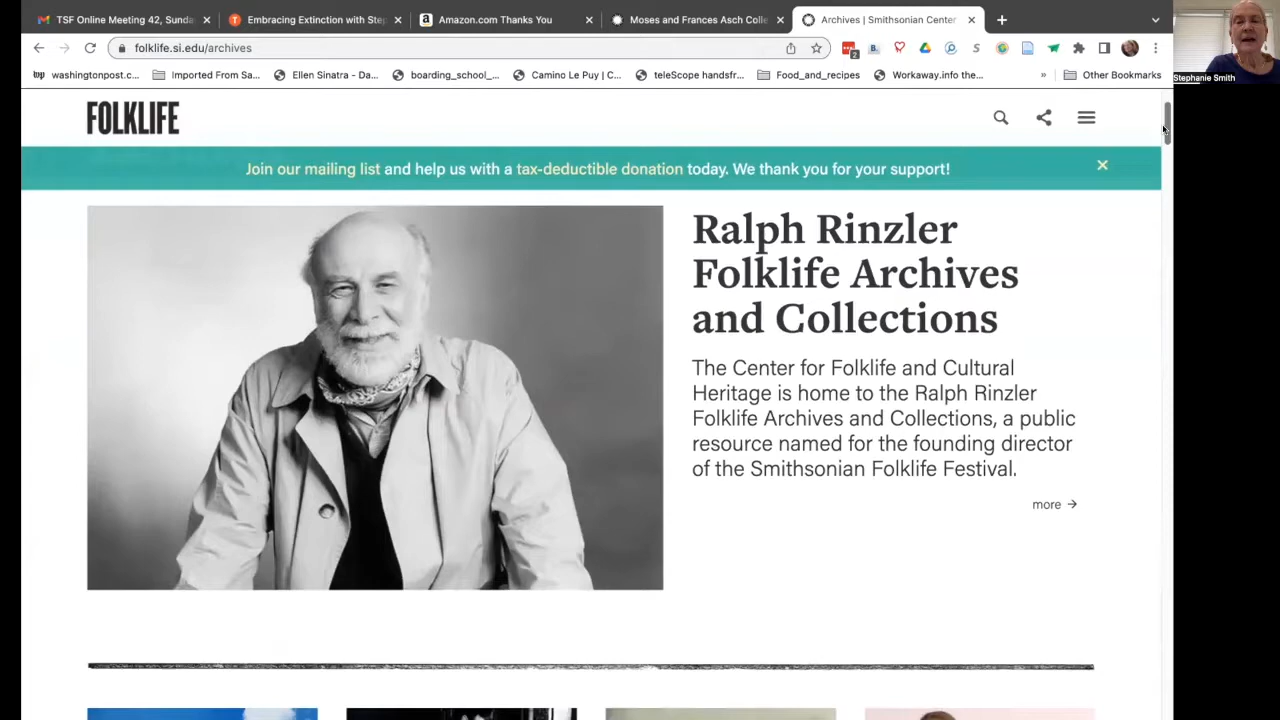 TSF Online Meeting 42, Sunda
Embracing Extinction with Step
Amazon.com Thanks You
Moses and Frances Asch Colle
Archives | Smithsonian Center
folklife.si.edu/archives
2
washingtonpost.c...
Imported From Sa...
Ellen Sinatra - Da...
boarding_school_...
Camino Le Puy | C...
teleScope handsfr...
Food_and_recipes
Workaway.info the...
»
Other Bookmarks
Stephanie Smith
FOLKLIFE
Join our mailing list and help us with a tax-deductible donation today. We thank you for your support!
Ralph Rinzler
Folklife Archives
and Collections
The Center for Folklife and Cultural
Heritage is home to the Ralph Rinzler
Folklife Archives and Collections, a public
resource named for the founding director
of the Smithsonian Folklife Festival.
more →